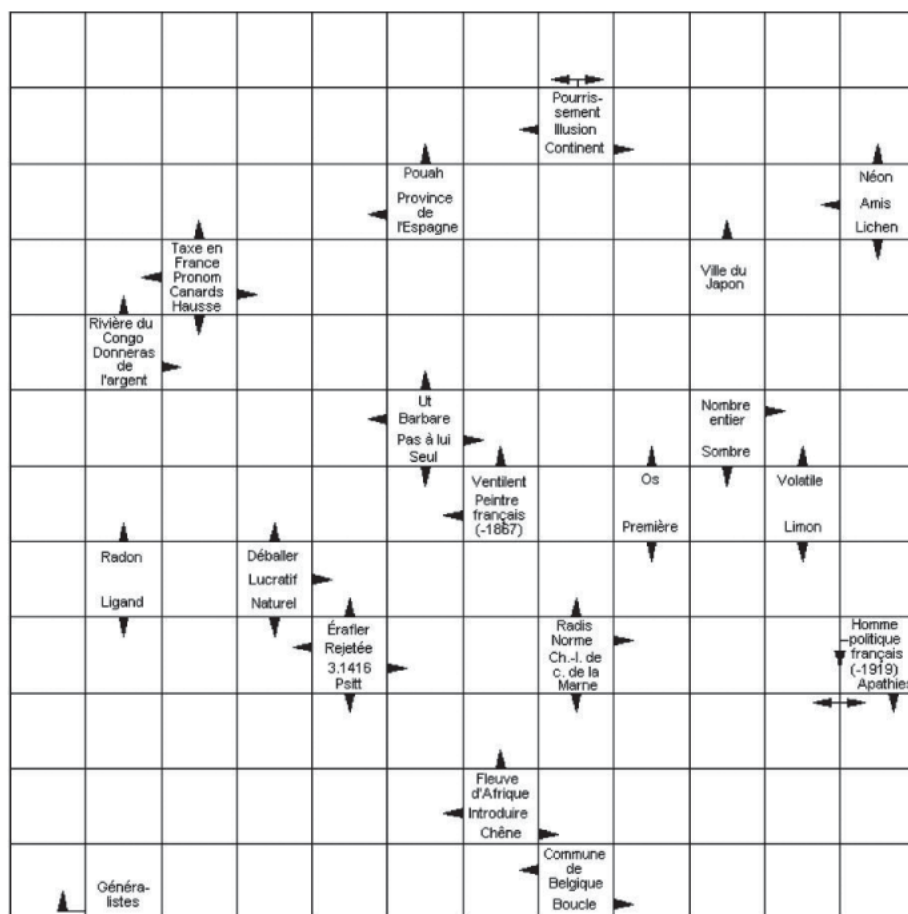 Pourris-
sement
Illusion
Continent
Pouah
Province
de
l'Espagne
Néon
Amis
Lichen
Taxe en
France
Pronom
Canards
Hausse
Ville du
Japon
Rivière du
Congo
Donneras
de
l'argent
Ut
Barbare
Pas à lui
Seul
Nombre
entier
Sombre
Ventilent
Peintre
français
(-1867)
Os
Première
Volatile
Limon
Radon
Ligand
Déballer
Lucratif
Naturel
Érafler
Rejetée
3.1416
Psitt
Radis
Norme
Ch.-l. de
c. de la
Marne
Homme
politique
français
(-1919)
Apathies
Fleuve
d'Afrique
Introduire
Chêne
Commune
de
Belgique
Boucle
Généra-
listes